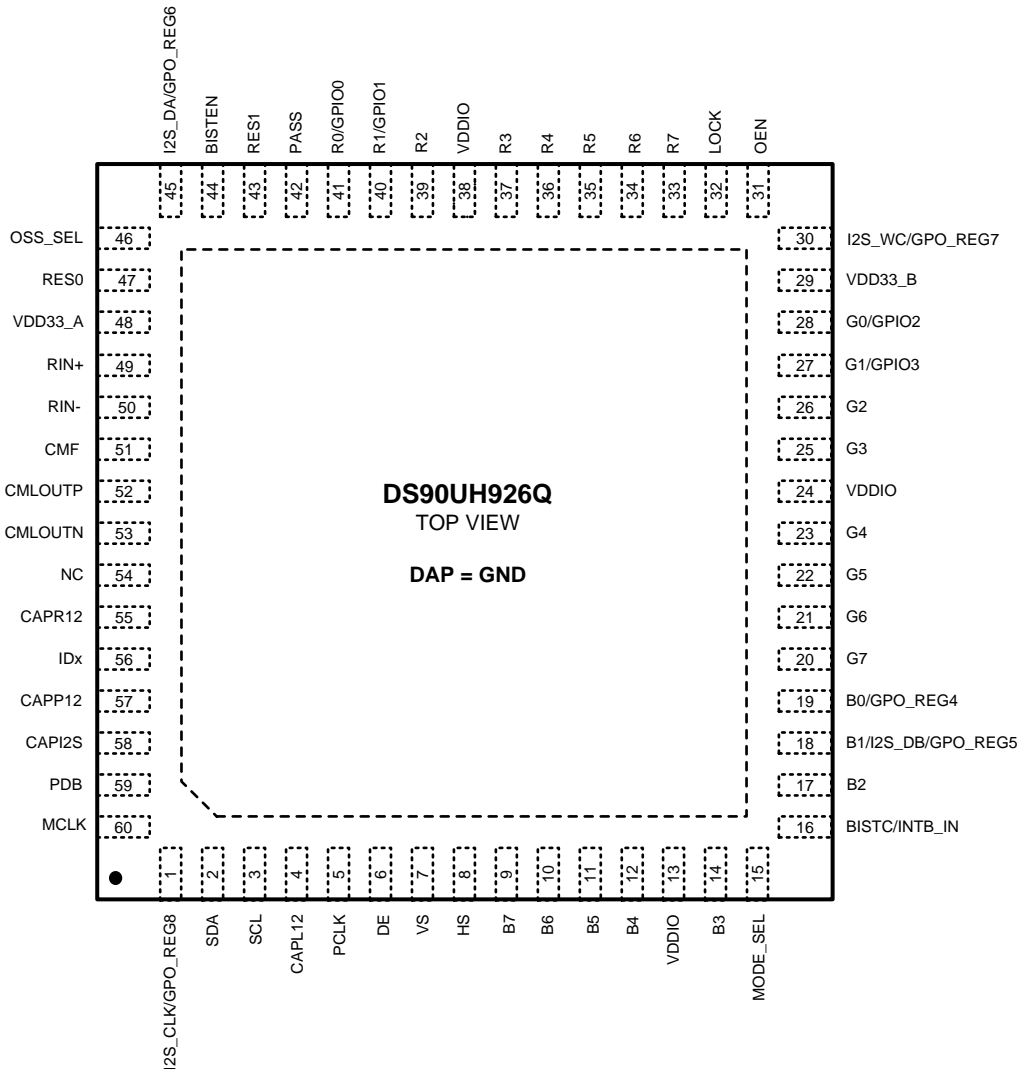 I2S_DA/GPO_REG6
BISTEN
RES1
PASS
R0/GPIO0
R1/GPIO1
R2
VDDIO
R3
R4
R5
R6
R7
LOCK
OEN
45
44
43
42
41
40
39
38
37
36
35
34
33
32
31
OSS_SEL 46
RES0 47
VDD33_A 48
RIN+ 49
RIN- 50
CMF 51
CMLOUTP 52
CMLOUTN 53
NC 54
CAPR12 55
IDx 56
CAPP12 57
CAPI2S 58
PDB 59
MCLK 60
DS90UH926Q
TOP VIEW
DAP = GND
30 I2S_WC/GPO_REG7
29 VDD33_B
28 G0/GPIO2
27 G1/GPIO3
26 G2
25 G3
24 VDDIO
23 G4
22 G5
21 G6
20 G7
19 B0/GPO_REG4
18 B1/I2S_DB/GPO_REG5
17 B2
16 BISTC/INTB_IN
1
2
3
4
5
6
7
8
9
10
11
12
13
14
15
I2S_CLK/GPO_REG8
SDA
SCL
CAPL12
PCLK
DE
VS
HS
B7
B6
B5
B4
VDDIO
B3
MODE_SEL